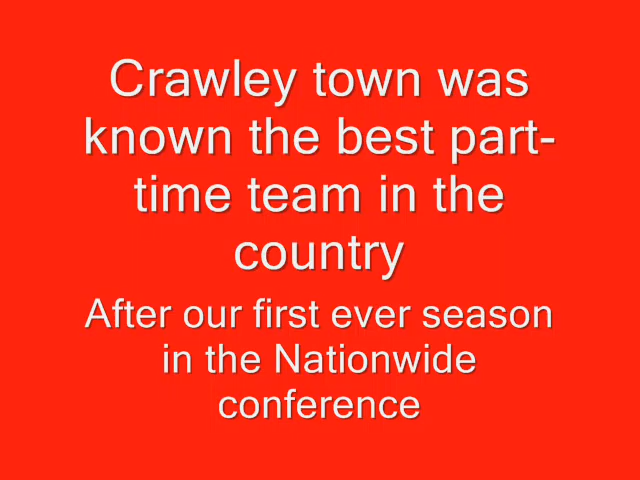 Crawley town was
known the best part-
time team in the
country
After our first ever season
in the Nationwide
conference